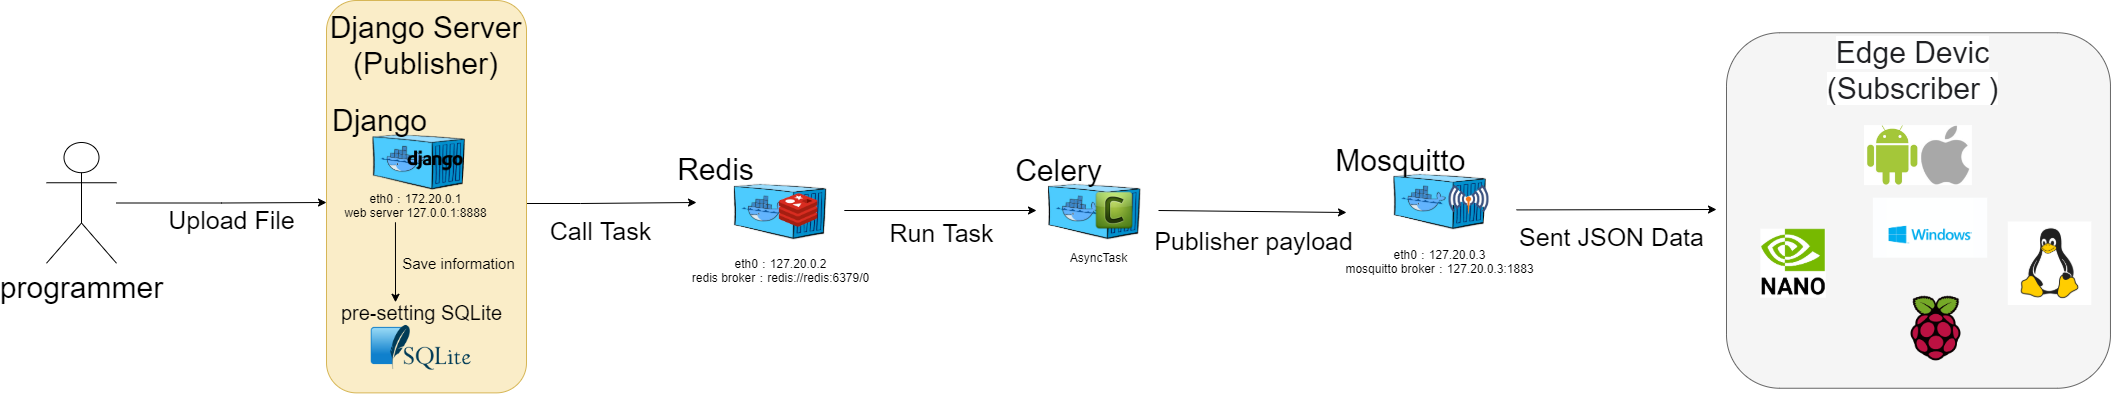 programmer
Upload File
Django Server
(Publisher)
Django
django
eth0：172.20.0.1
web server 127.0.0.1:8888
Save information
pre-setting SQLite
SQLite
Call Task
Redis
eth0：127.20.0.2
redis broker：redis://redis:6379/0
Run Task
Celery
C
AsyncTask
Publisher payload
Mosquitto
eth0：127.20.0.3
mosquitto broker：127.20.0.3:1883
Sent JSON Data
Edge Devic
(Subscriber )
Windows
NANO